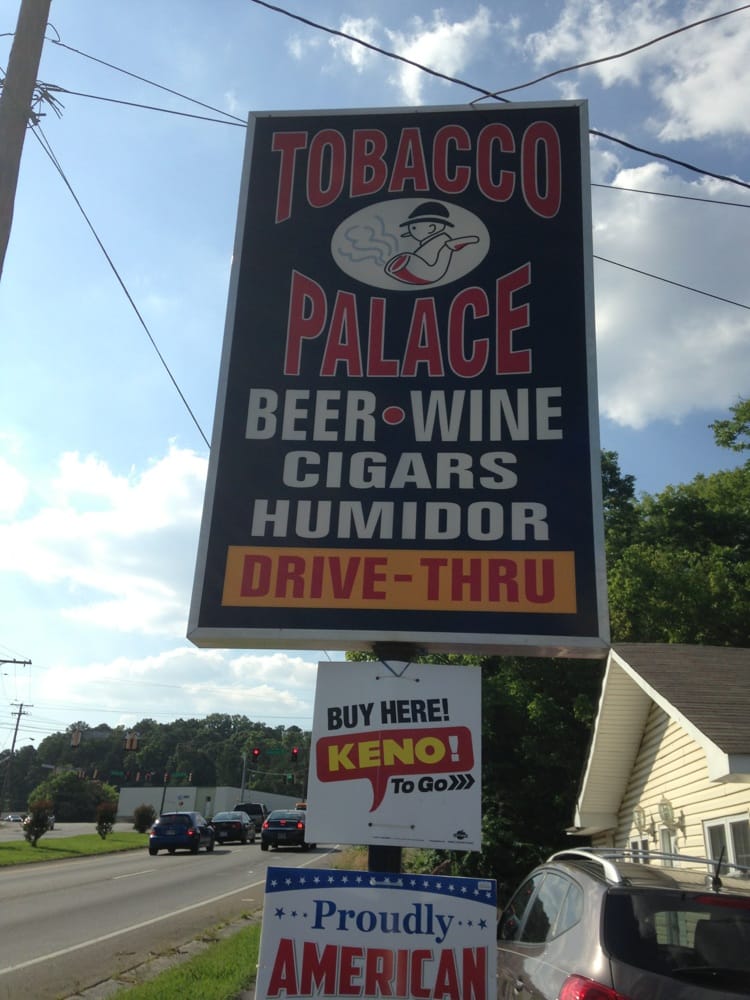 TOBACCO
PALACE
BEER • WINE
CIGARS
HUMIDOR
DRIVE-THRU
BUY HERE!
KENO!
To Go
Proudly
AMERICAN